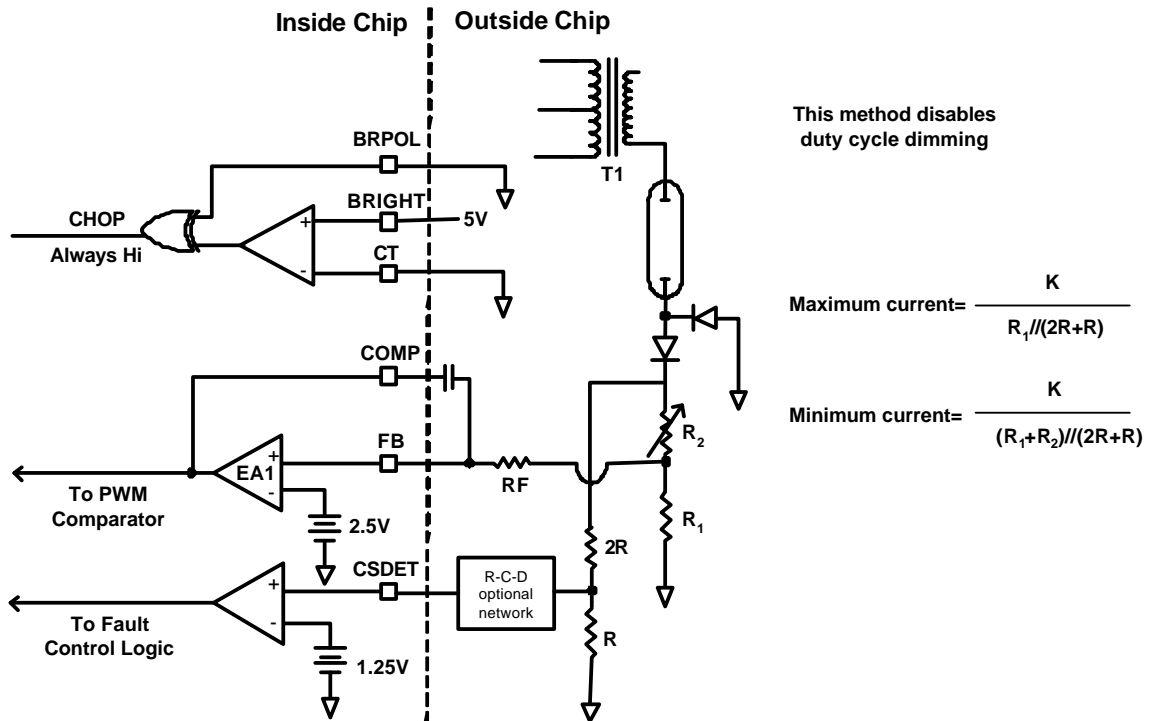 Inside Chip
Outside Chip
This method disables
duty cycle dimming
T1
BRPOL
BRIGHT
5V
CHOP
Always Hi
+
-
CT
Maximum current= K
R1//(2R+R)
COMP
Minimum current= K
(R1+R2)//(2R+R)
R2
FB
EA1
+
-
RF
To PWM
Comparator
2.5V
R1
2R
CSDET
R-C-D
optional
network
+
-
To Fault
Control Logic
1.25V
R